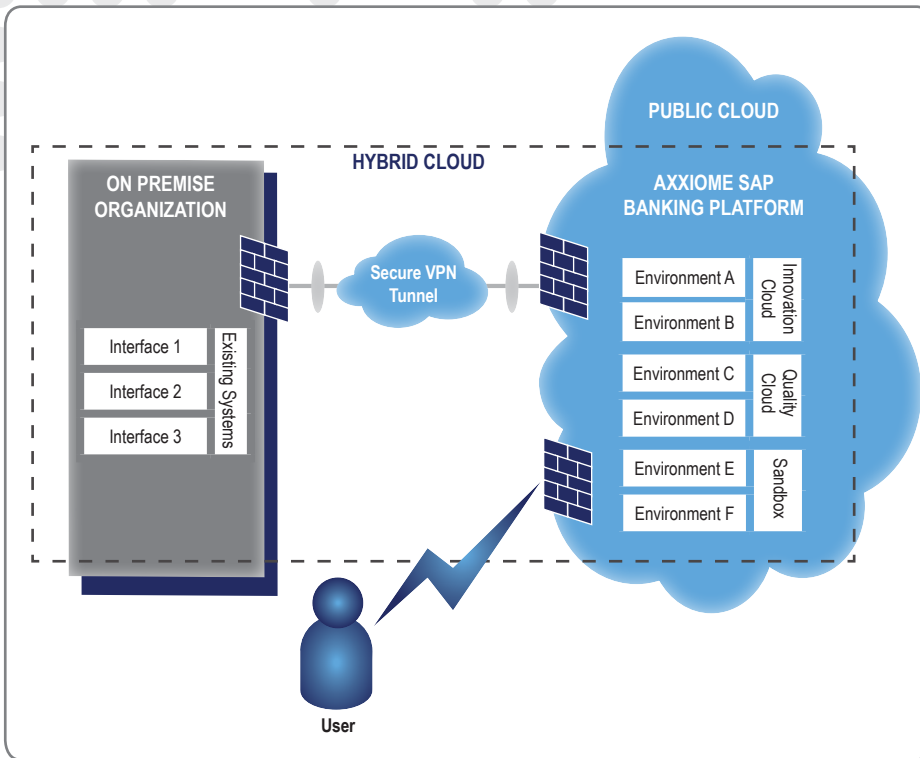 PUBLIC CLOUD
HYBRID CLOUD
ON PREMISE
ORGANIZATION
AXXIOME SAP
BANKING PLATFORM
Secure VPN
Tunnel
Interface 1
Interface 2
Interface 3
Existing Systems
Environment A
Environment B
Innovation
Cloud
Environment C
Environment D
Quality
Cloud
Environment E
Environment F
Sandbox
User